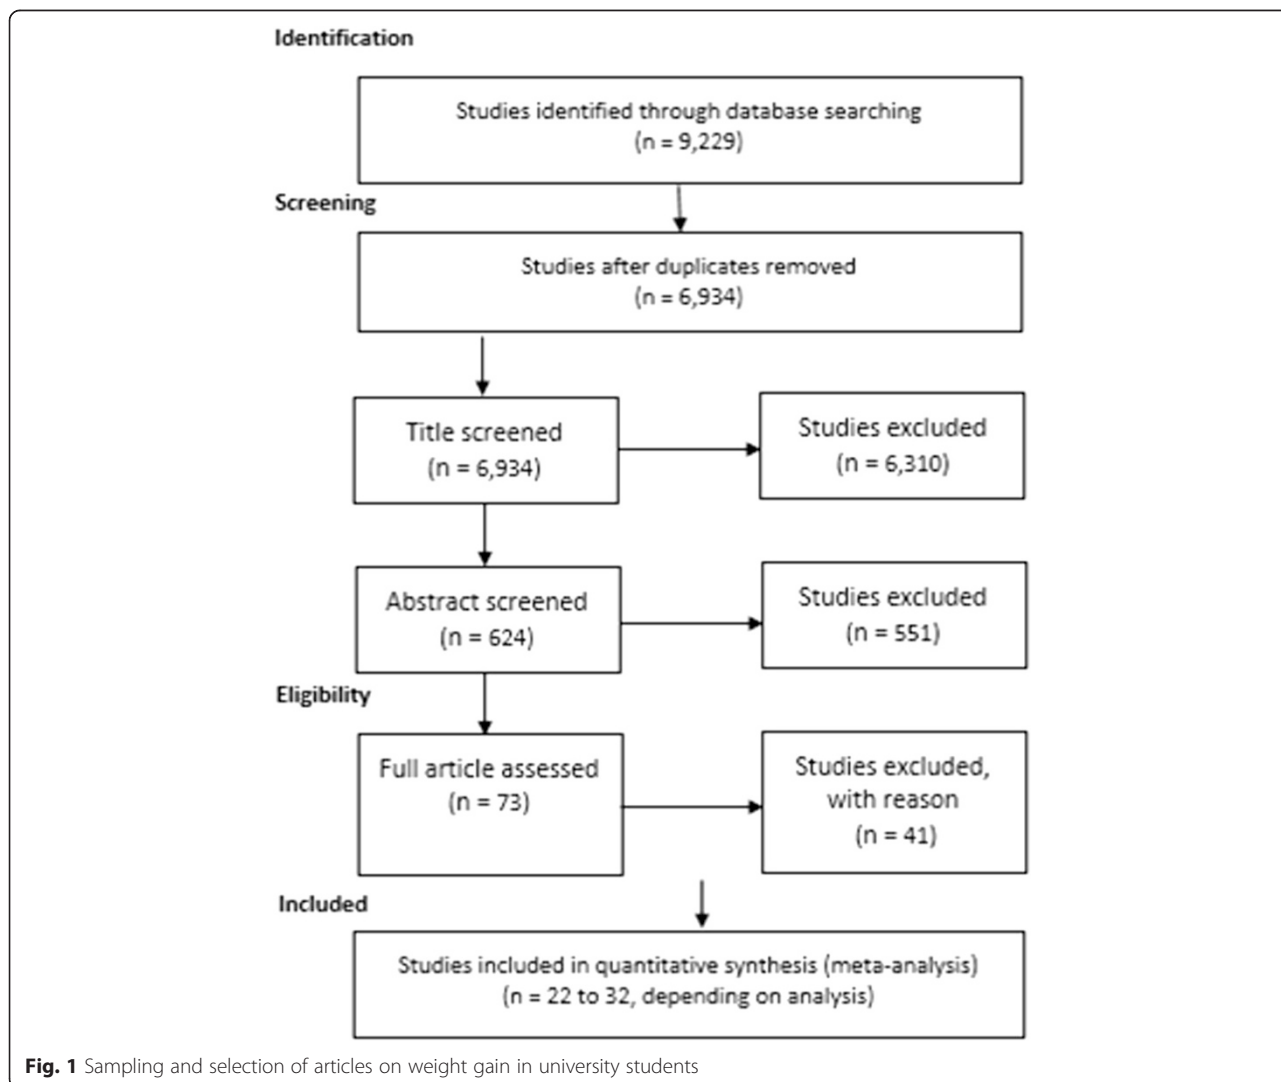 Identification
Studies identified through database searching
(n = 9,229)
Screening
Studies after duplicates removed
(n = 6,934)
Title screened
(n = 6,934)
Studies excluded
(n = 6,310)
Abstract screened
(n = 624)
Studies excluded
(n = 551)
Eligibility
Full article assessed
(n = 73)
Studies excluded,
with reason
(n = 41)
Included
Studies included in quantitative synthesis (meta-analysis)
(n = 22 to 32, depending on analysis)
Fig. 1 Sampling and selection of articles on weight gain in university students